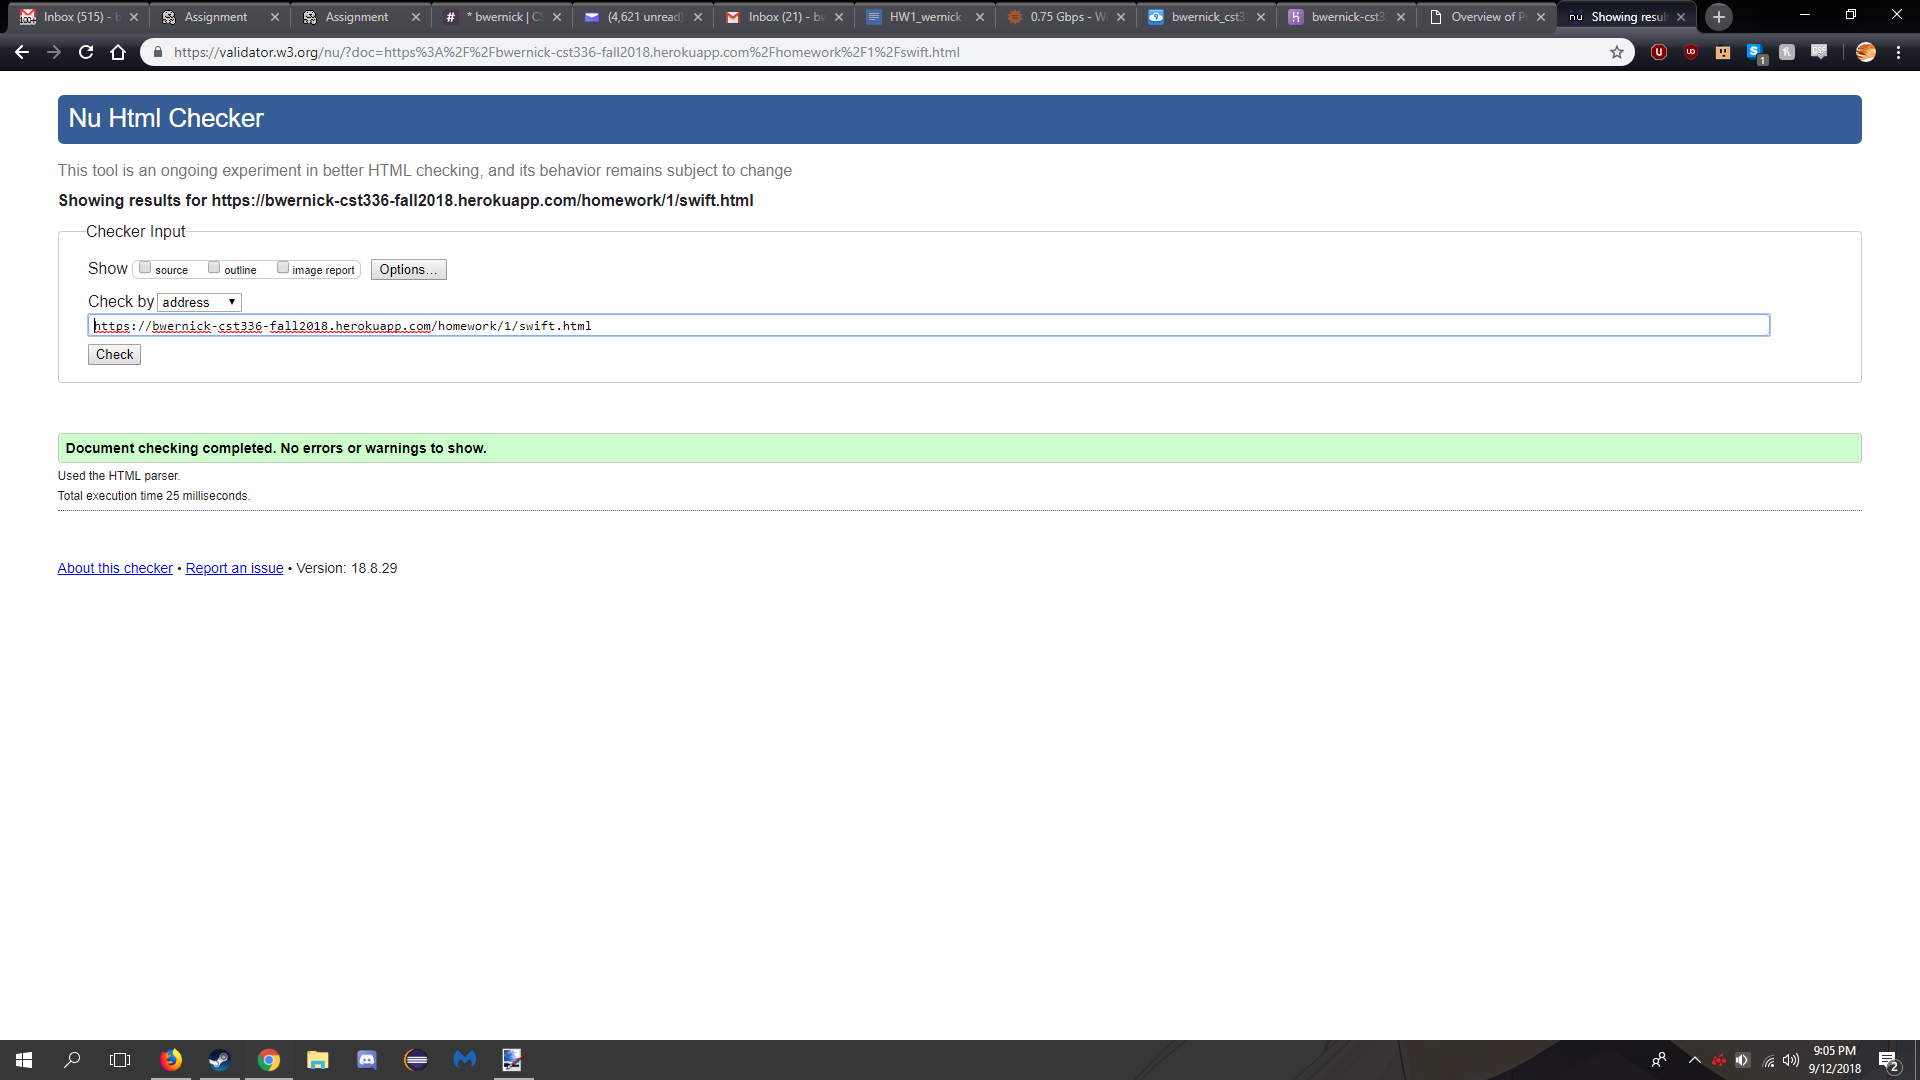 Inbox (515) - b
Assignment
Assignment
* bwernick | CS
(4,621 unread)
Inbox (21) - bw
HW1_wernick
0.75 Gbps - W
bwernick_cst3
bwernick-cst3
Overview of P
nu Showing resul
https://validator.w3.org/nu/?doc=https%3A%2F%2Fbwernick-cst336-fall2018.herokuapp.com%2Fhomework%2F1%2Fswift.html
Nu Html Checker
This tool is an ongoing experiment in better HTML checking, and its behavior remains subject to change
Showing results for https://bwernick-cst336-fall2018.herokuapp.com/homework/1/swift.html
Checker Input
Show source outline image report Options...
Check by address
https://bwernick-cst336-fall2018.herokuapp.com/homework/1/swift.html
Check
Document checking completed. No errors or warnings to show.
Used the HTML parser.
Total execution time 25 milliseconds.
About this checker • Report an issue • Version: 18.8.29
9:05 PM
9/12/2018
2